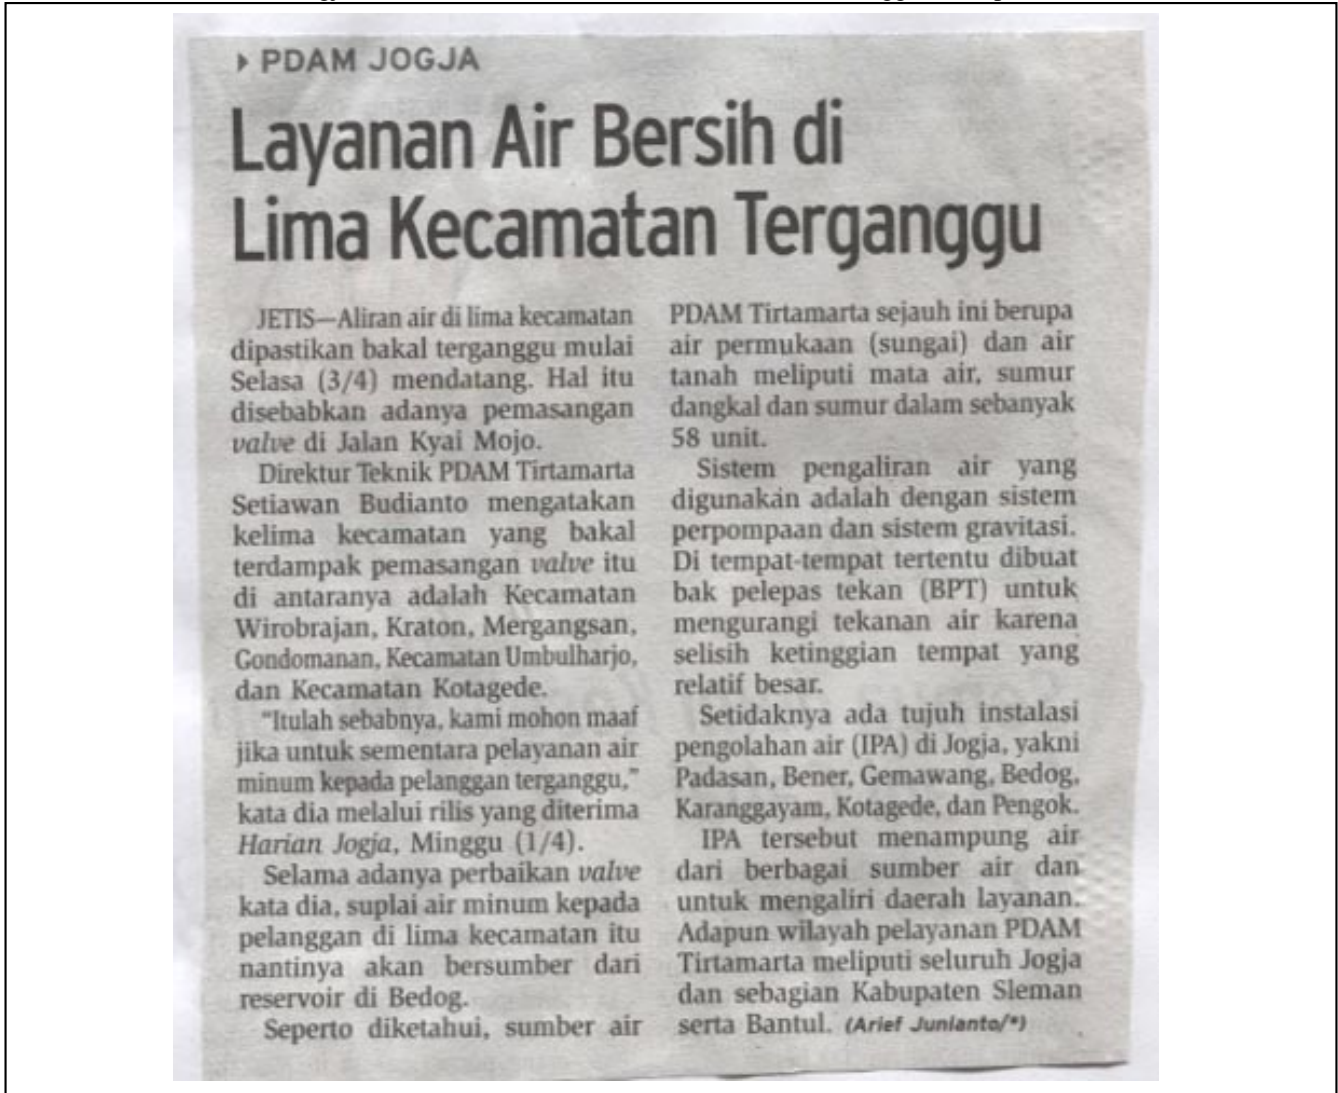 PDAM JOGJA
Layanan Air Bersih di
Lima Kecamatan Terganggu
JETIS—Aliran air di lima kecamatan
dipastikan bakal terganggu mulai
Selasa (3/4) mendatang. Hal itu
disebabkan adanya pemasangan
valve di Jalan Kyai Mojo.
Direktur Teknik PDAM Tirtamarta
Setiawan Budianto mengatakan
kelima kecamatan yang bakal
terdampak pemasangan valve itu
di antaranya adalah Kecamatan
Wirobrajan, Kraton, Mergangsan,
Gondomanan, Kecamatan Umbulharjo,
dan Kecamatan Kotagede.
"Itulah sebabnya, kami mohon maaf
jika untuk sementara pelayanan air
minum kepada pelanggan terganggu,"
kata dia melalui rilis yang diterima
Harian Jogja, Minggu (1/4).
Selama adanya perbaikan valve
kata dia, suplai air minum kepada
pelanggan di lima kecamatan itu
nantinya akan bersumber dari
reservoir di Bedog.
Seperto diketahui, sumber air
PDAM Tirtamarta sejauh ini berupa
air permukaan (sungai) dan air
tanah meliputi mata air, sumur
dangkal dan sumur dalam sebanyak
58 unit.
Sistem pengaliran air yang
digunakan adalah dengan sistem
perpompaan dan sistem gravitasi.
Di tempat-tempat tertentu dibuat
bak pelepas tekan (BPT) untuk
mengurangi tekanan air karena
selisih ketinggian tempat yang
relatif besar.
Setidaknya ada tujuh instalasi
pengolahan air (IPA) di Jogja, yakni
Padasan, Bener, Gemawang, Bedog,
Karanggayam, Kotagede, dan Pengok.
IPA tersebut menampung air
dari berbagai sumber air dan
untuk mengaliri daerah layanan.
Adapun wilayah pelayanan PDAM
Tirtamarta meliputi seluruh Jogja
dan sebagian Kabupaten Sleman
serta Bantul. (Arief Junianto/*)